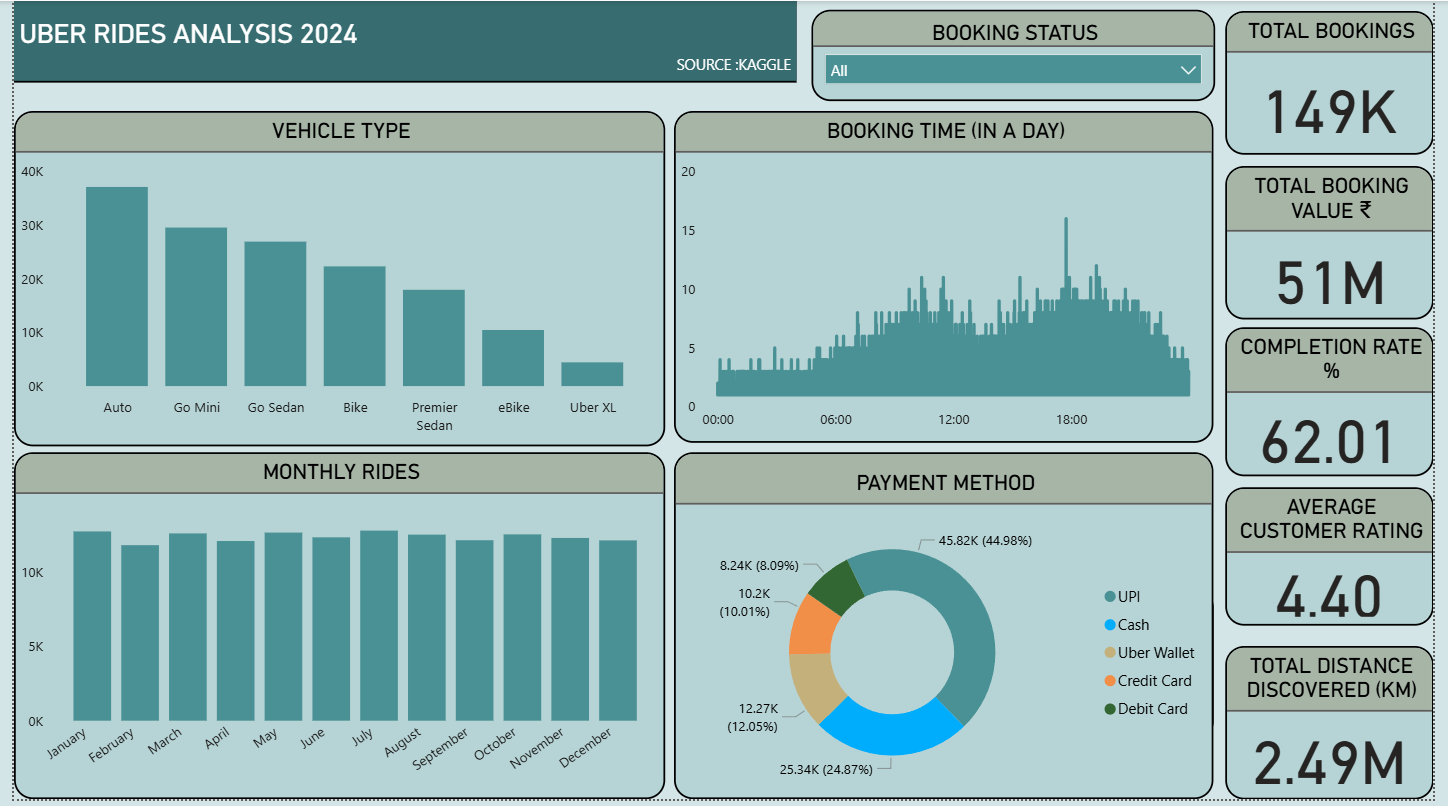 UBER RIDES ANALYSIS 2024
SOURCE :KAGGLE
BOOKING STATUS
All
TOTAL BOOKINGS
149K
VEHICLE TYPE
40K
30K
20K
10K
0K
Auto
Go Mini
Go Sedan
Bike
Premier
Sedan
eBike
Uber XL
BOOKING TIME (IN A DAY)
20
15
10
5
0
00:00
06:00
12:00
18:00
TOTAL BOOKING
VALUE ₹
51M
COMPLETION RATE
%
62.01
MONTHLY RIDES
10K
5K
0K
January
February
March
April
May
June
July
August
September
October
November
December
PAYMENT METHOD
45.82K (44.98%)
8.24K (8.09%)
10.2K
(10.01%)
12.27K
(12.05%)
25.34K (24.87%)
UPI
Cash
Uber Wallet
Credit Card
Debit Card
AVERAGE
CUSTOMER RATING
4.40
TOTAL DISTANCE
DISCOVERED (KM)
2.49M